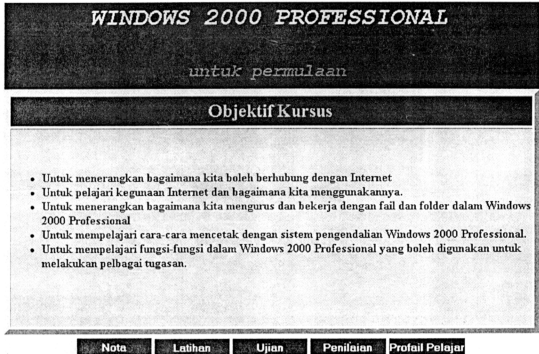 WINDOWS 2000 PROFESSIONAL
untuk permulaan
Objektif Kursus
• Untuk menerangkan bagaimana kita boleh berhubung dengan Internet
• Untuk pelajari kegunaan Internet dan bagaimana kita menggunakannya.
• Untuk menerangkan bagaimana kita mengurus dan bekerja dengan fail dan folder dalam Windows
2000 Professional
• Untuk mempelajari cara-cara mencetak dengan sistem pengendalian Windows 2000 Professional.
• Untuk mempelajari fungsi-fungsi dalam Windows 2000 Professional yang boleh digunakan untuk
melakukan pelbagai tugasan.
Nota Latihan Ujian Penilaian Profail Pelajar